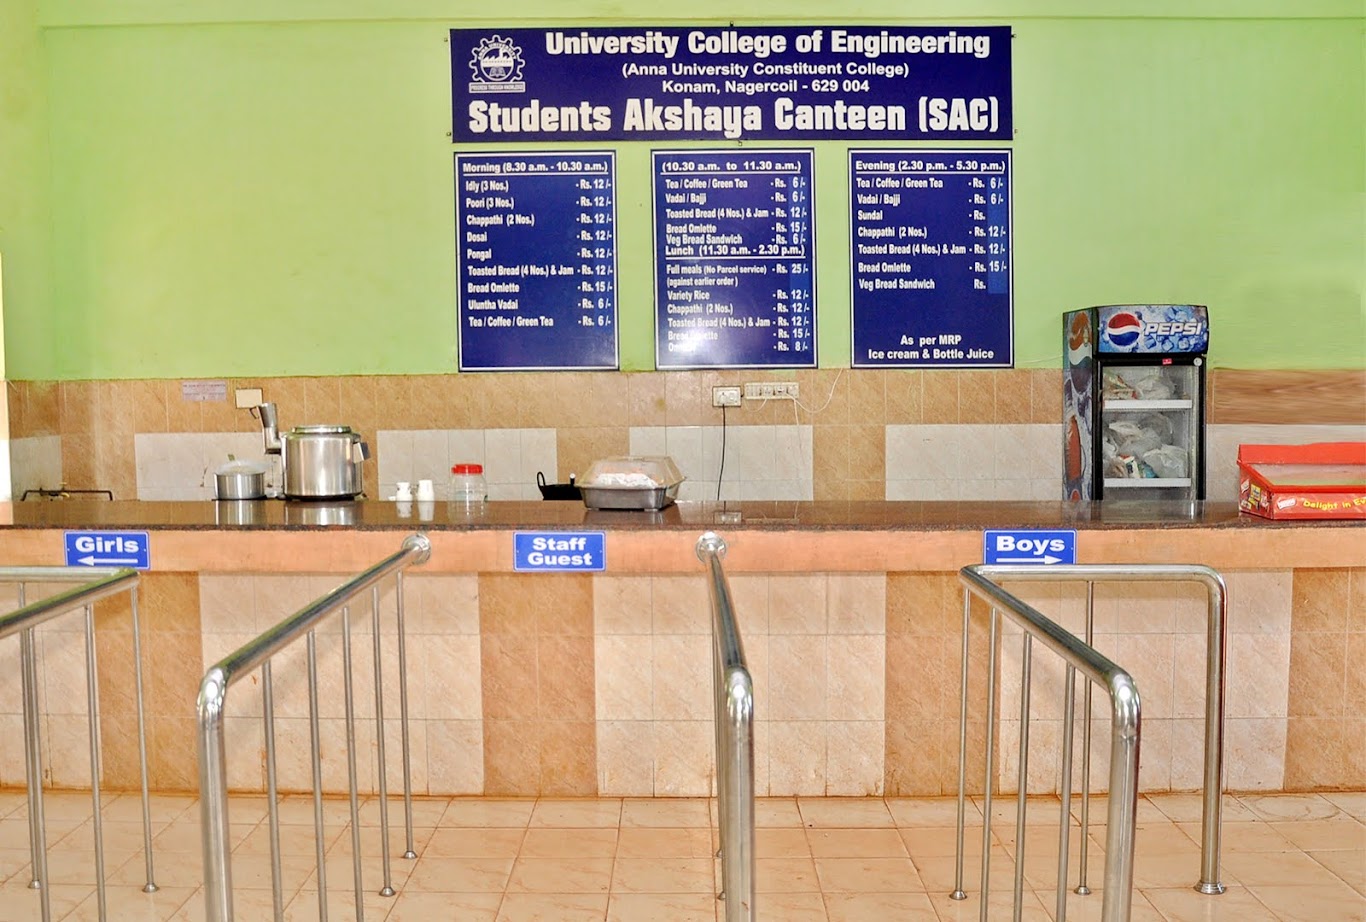 University College of Engineering
(Anna University Constituent College)
Konam, Nagercoil - 629 004
Students Akshaya Canteen (SAC)
PROGRESS THROUGH KNOWLEDGE
Morning (8.30 a.m. - 10.30 a.m.)
Idly (3 Nos.) - Rs. 12 /-
Poori (3 Nos.) - Rs. 12 /-
Chappathi (2 Nos.) - Rs. 12 /-
Desai - Rs. 12 /-
Pongal - Rs. 12 /-
Toasted Bread (4 Nos.) & Jam - Rs. 12 /-
Bread Omlette - Rs. 15 /-
Uluntha Vadai - Rs. 6 /-
Tea / Coffee / Green Tea - Rs. 6 /-
(10.30 a.m. to 11.30 a.m.)
Tea / Coffee / Green Tea - Rs. 6 /-
Vadai / Bajji - Rs. 6 /-
Toasted Bread (4 Nos.) & Jam - Rs. 12 /-
Bread Omlette - Rs. 15 /-
Veg Bread Sandwich - Rs. 6 /-
Lunch (11.30 a.m. - 2.30 p.m.)
Full meals (No Parcel service) - Rs. 25 /-
(against earlier order )
Variety Rice - Rs. 12 /-
Chappathi (2 Nos.) - Rs. 12 /-
Toasted Bread (4 Nos.) & Jam - Rs. 12 /-
Bread - Rs. 15 /-
- Rs. 8 /-
Evening (2.30 p.m. - 5.30 p.m.)
Tea / Coffee / Green Tea - Rs. 6 /-
Vadai / Bajji - Rs. 6 /-
Sundal - Rs.
Chappathi (2 Nos.) - Rs. 12 /-
Toasted Bread (4 Nos.) & Jam - Rs. 12 /-
Bread Omlette - Rs. 15 /-
Veg Bread Sandwich Rs.
As per MRP
Ice cream & Bottle Juice
PEPSI
"Delight in
Girls
Staff
Guest
Boys